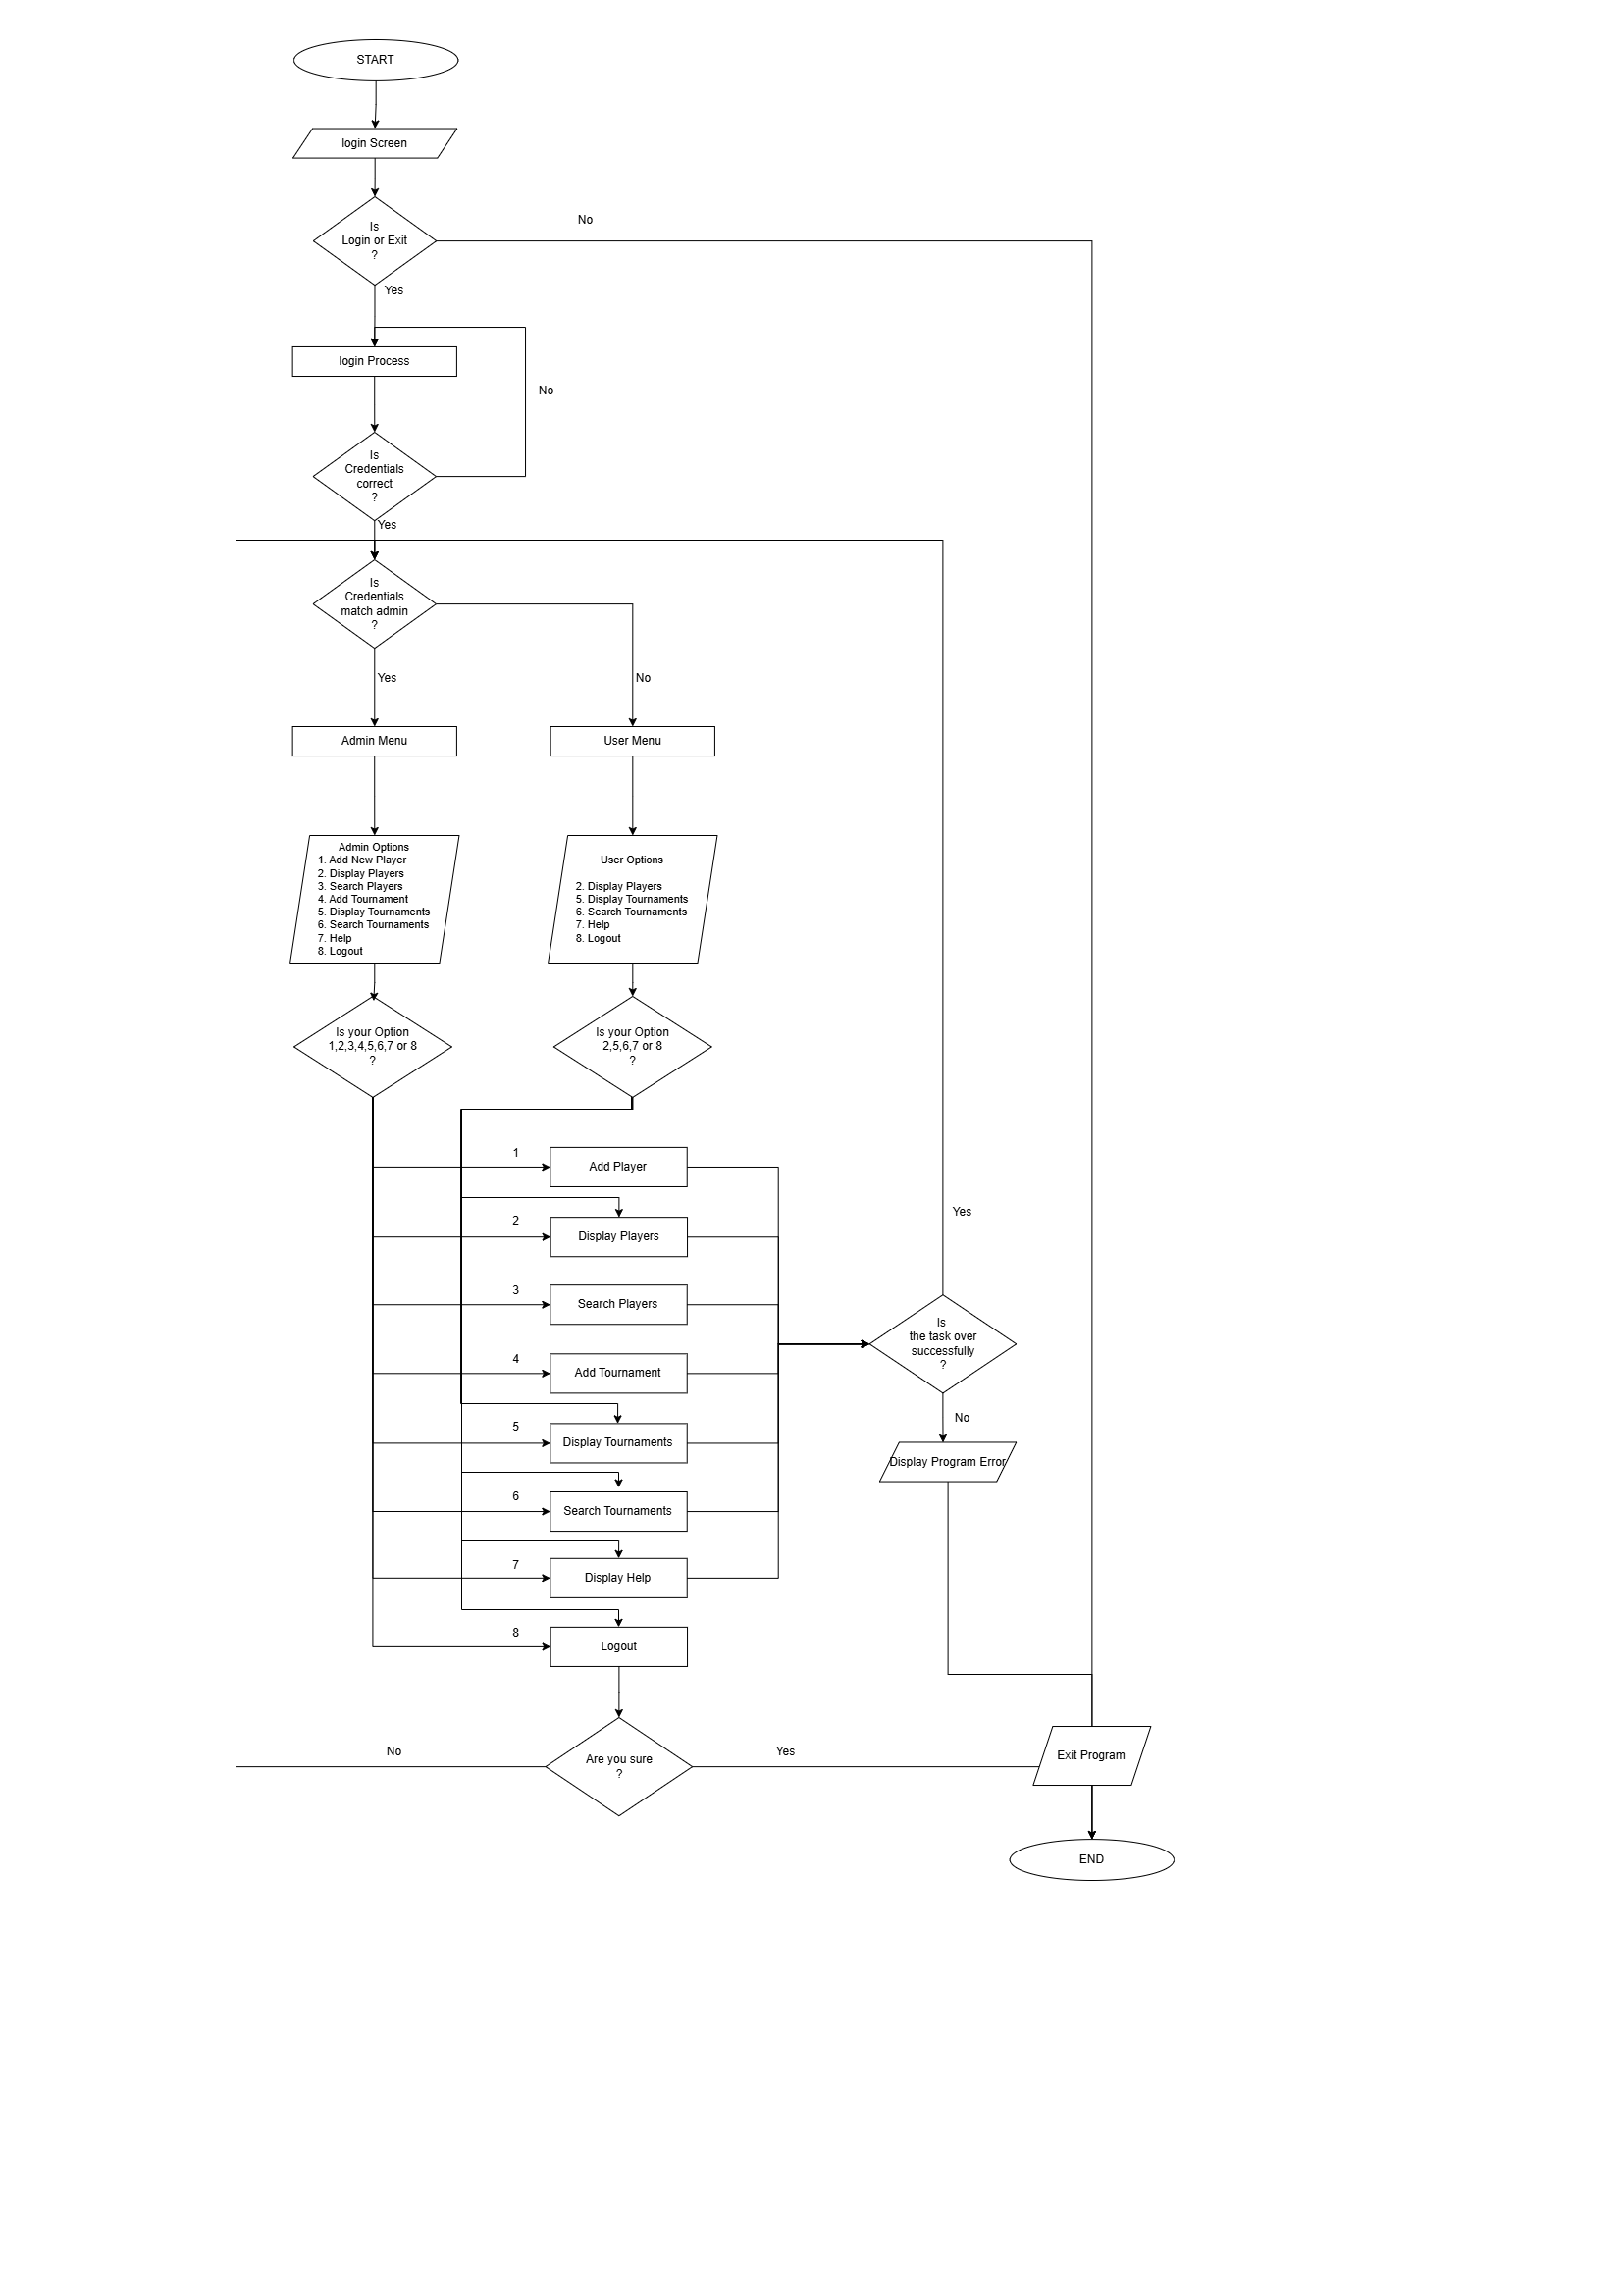 START
login Screen
Is
Login or Exit
?
No
Yes
login Process
No
Is
Credentials
correct
?
Yes
Is
Credentials
match admin
?
Yes
No
Admin Menu
User Menu
Admin Options
1. Add New Player
2. Display Players
3. Search Players
4. Add Tournament
5. Display Tournaments
6. Search Tournaments
7. Help
8. Logout
User Options
2. Display Players
5. Display Tournaments
6. Search Tournaments
7. Help
8. Logout
Is your Option
1,2,3,4,5,6,7 or 8
?
Is your Option
2,5,6,7 or 8
?
1
Add Player
2
Display Players
3
Search Players
4
Add Tournament
5
Display Tournaments
6
Search Tournaments
7
Display Help
8
Logout
Yes
Is
the task over
successfully
?
No
Display Program Error
No
Are you sure
?
Yes
Exit Program
END